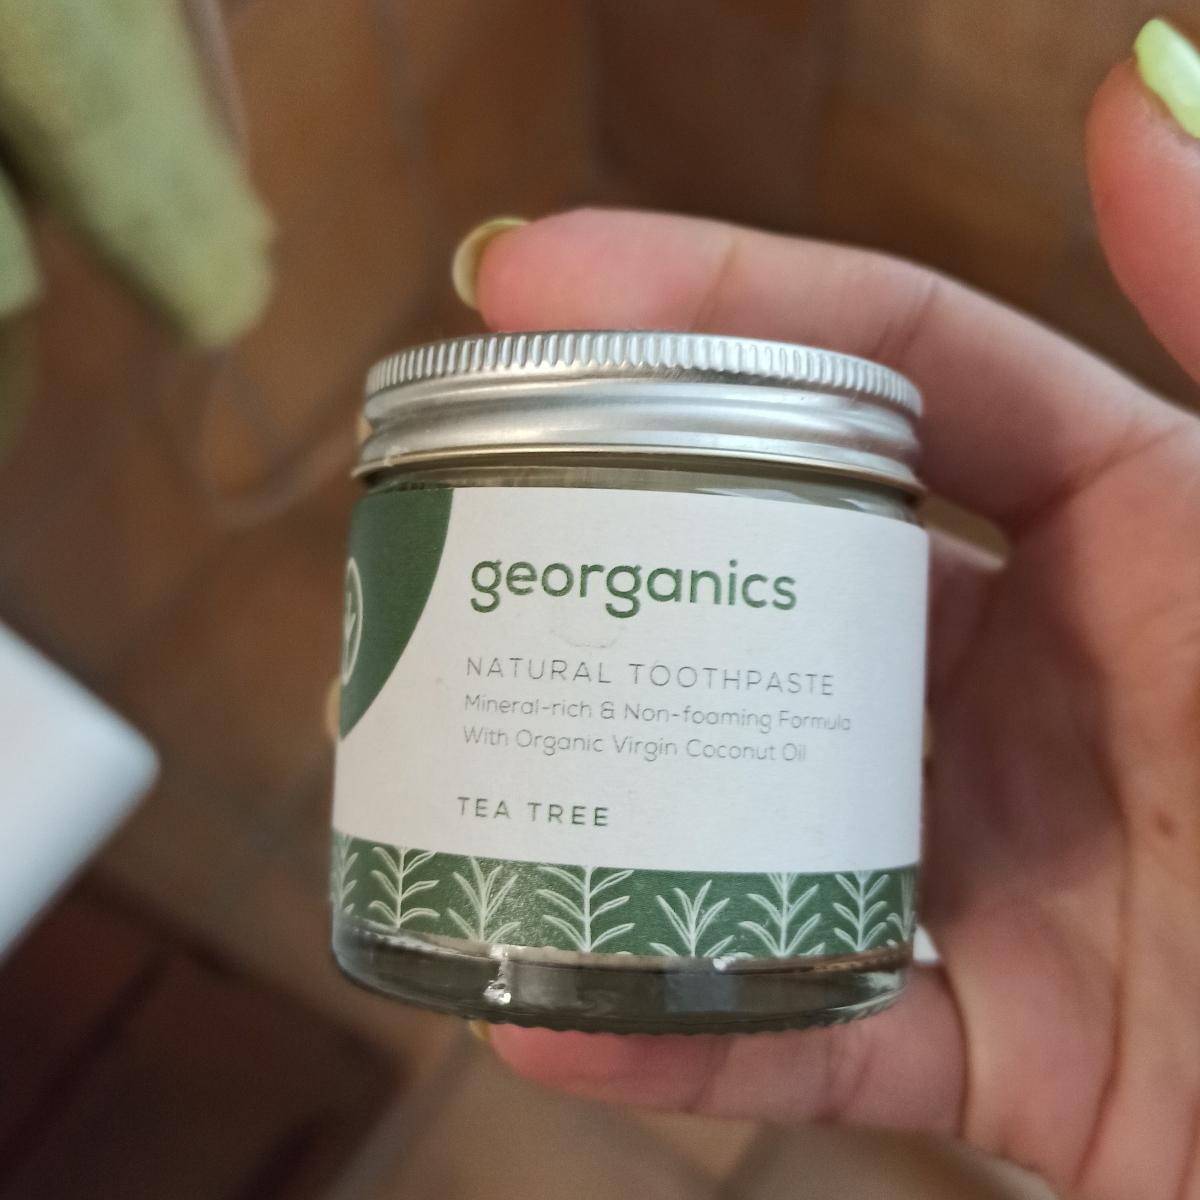 georganics
NATURAL TOOTHPASTE
Mineral-rich & Non-foaming Formula
With Organic Virgin Coconut Oil
TEA TREE